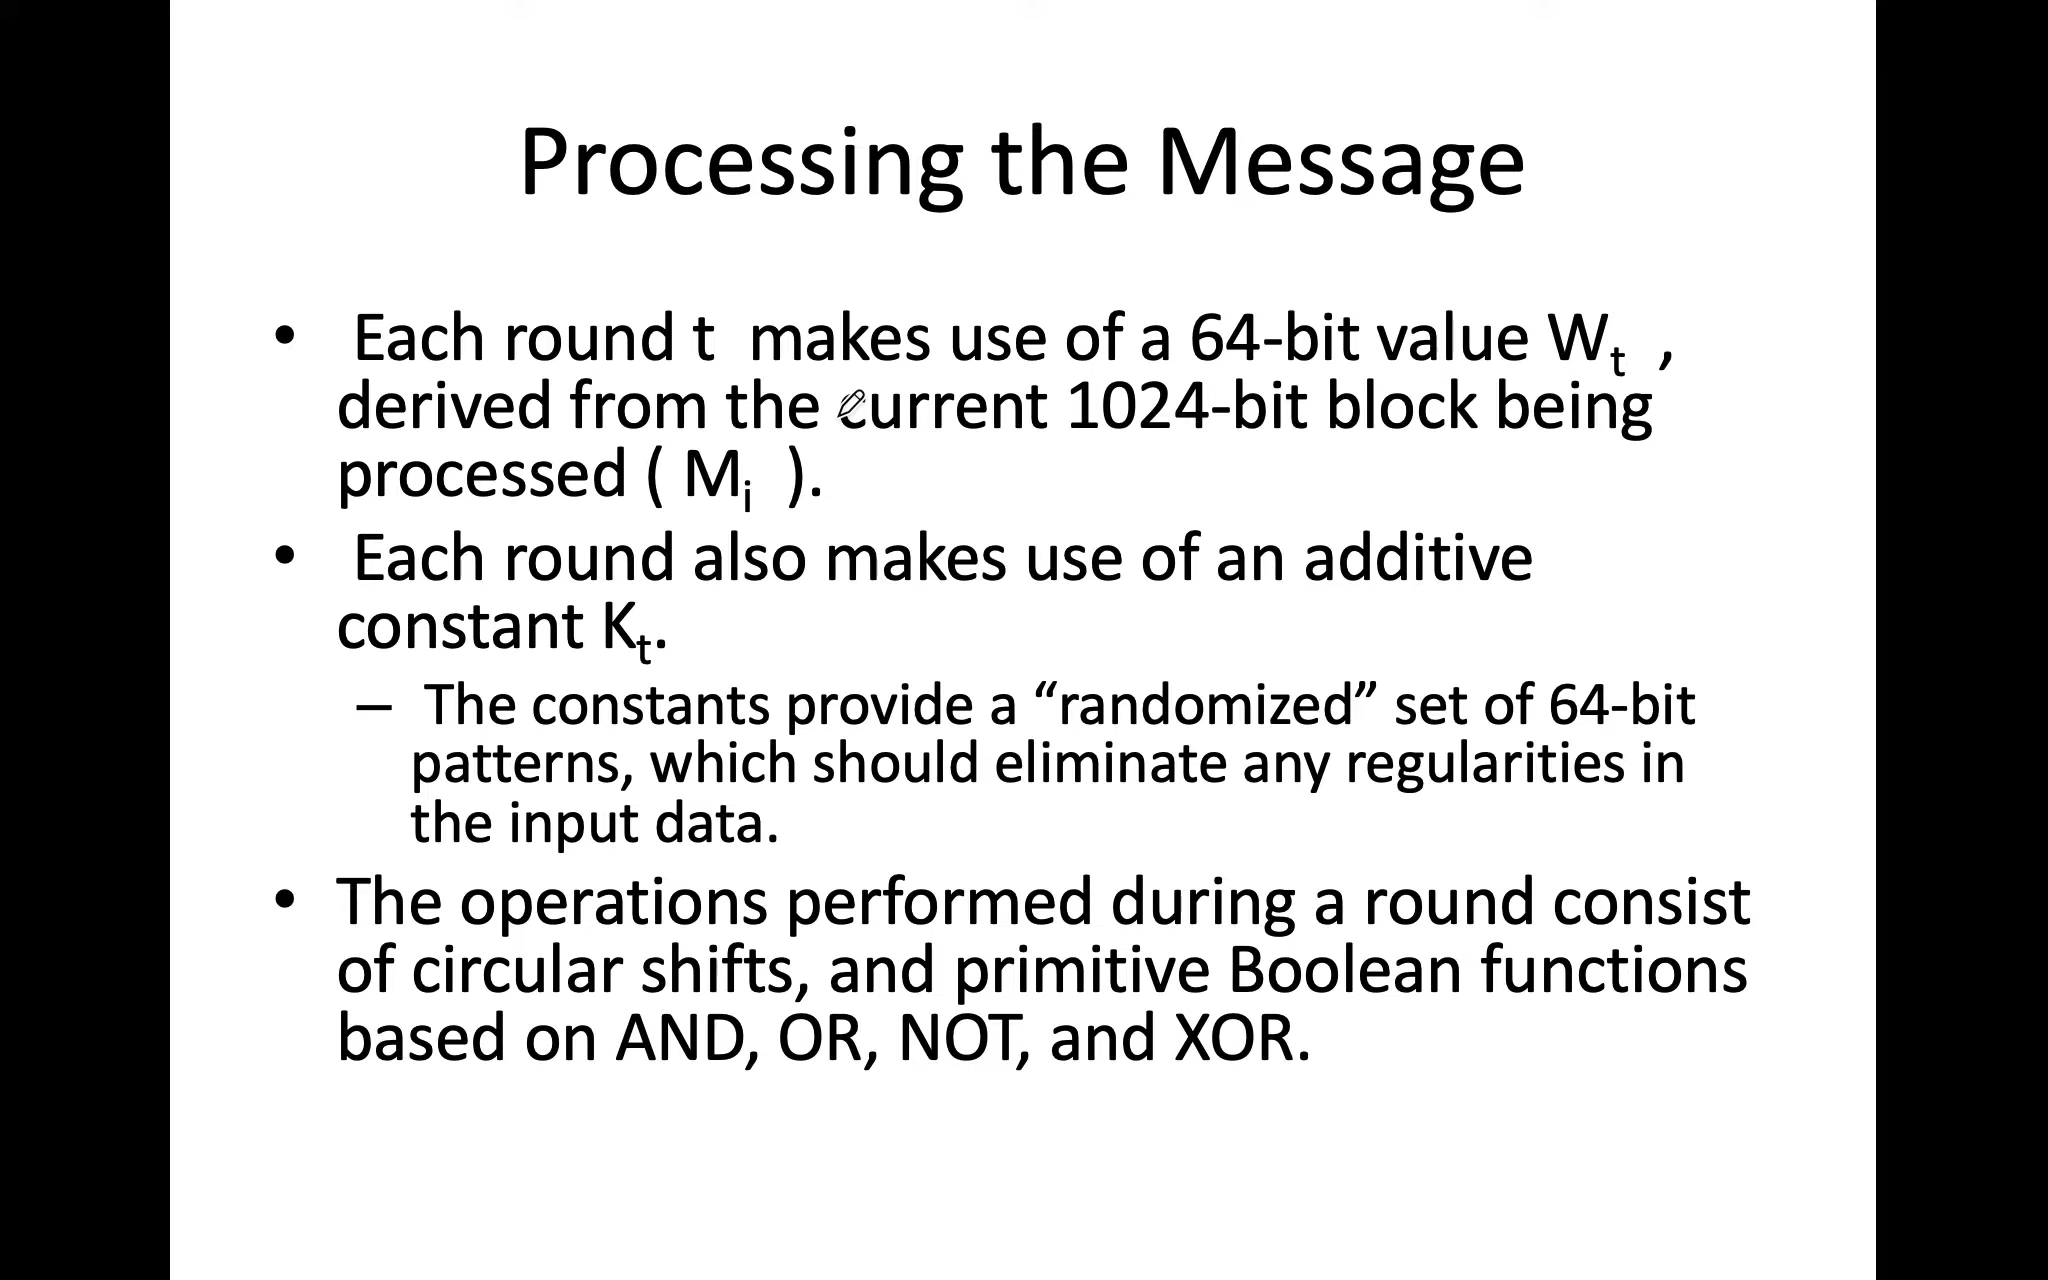 Processing the Message
• Each round t makes use of a 64-bit value Wₜ ,
derived from the current 1024-bit block being
processed ( Mᵢ ).
• Each round also makes use of an additive
constant Kₜ.
– The constants provide a “randomized” set of 64-bit
patterns, which should eliminate any regularities in
the input data.
• The operations performed during a round consist
of circular shifts, and primitive Boolean functions
based on AND, OR, NOT, and XOR.